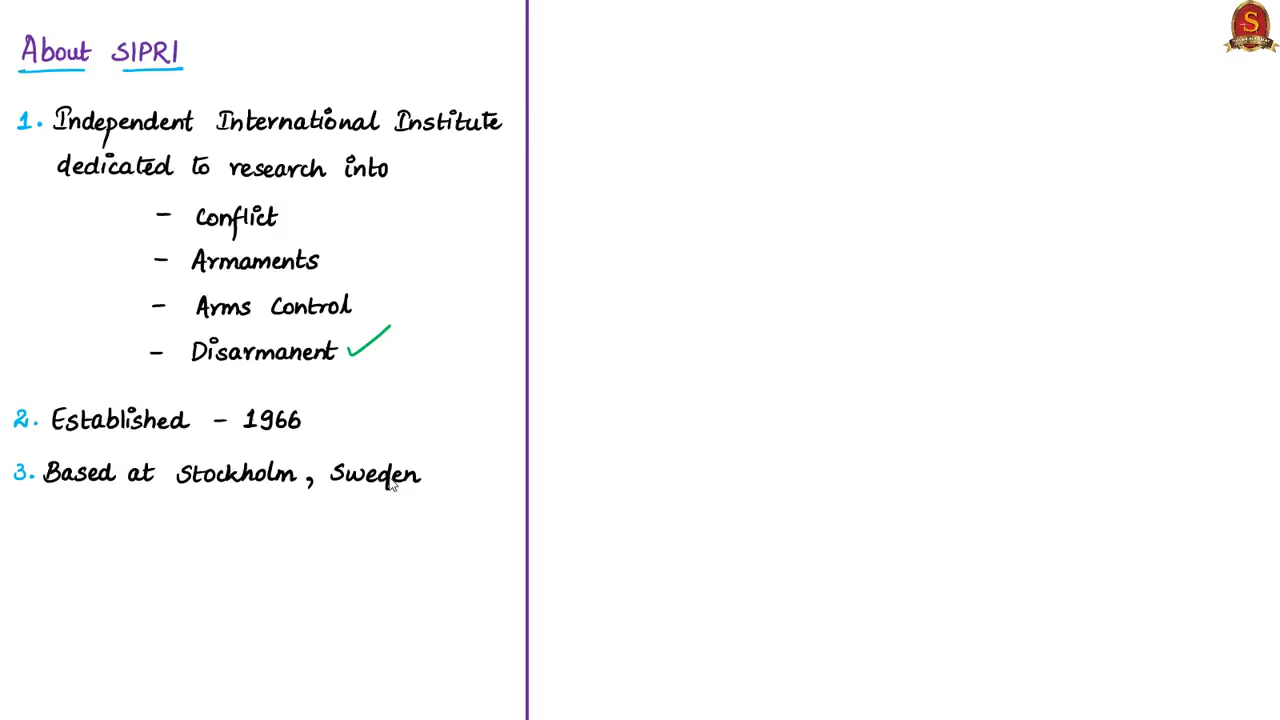 About SIPRI
1. Independent International Institute
dedicated to research into
- Conflict
- Armaments
- Arms Control
- Disarmanent
2. Established - 1966
3. Based at Stockholm, Sweden
S